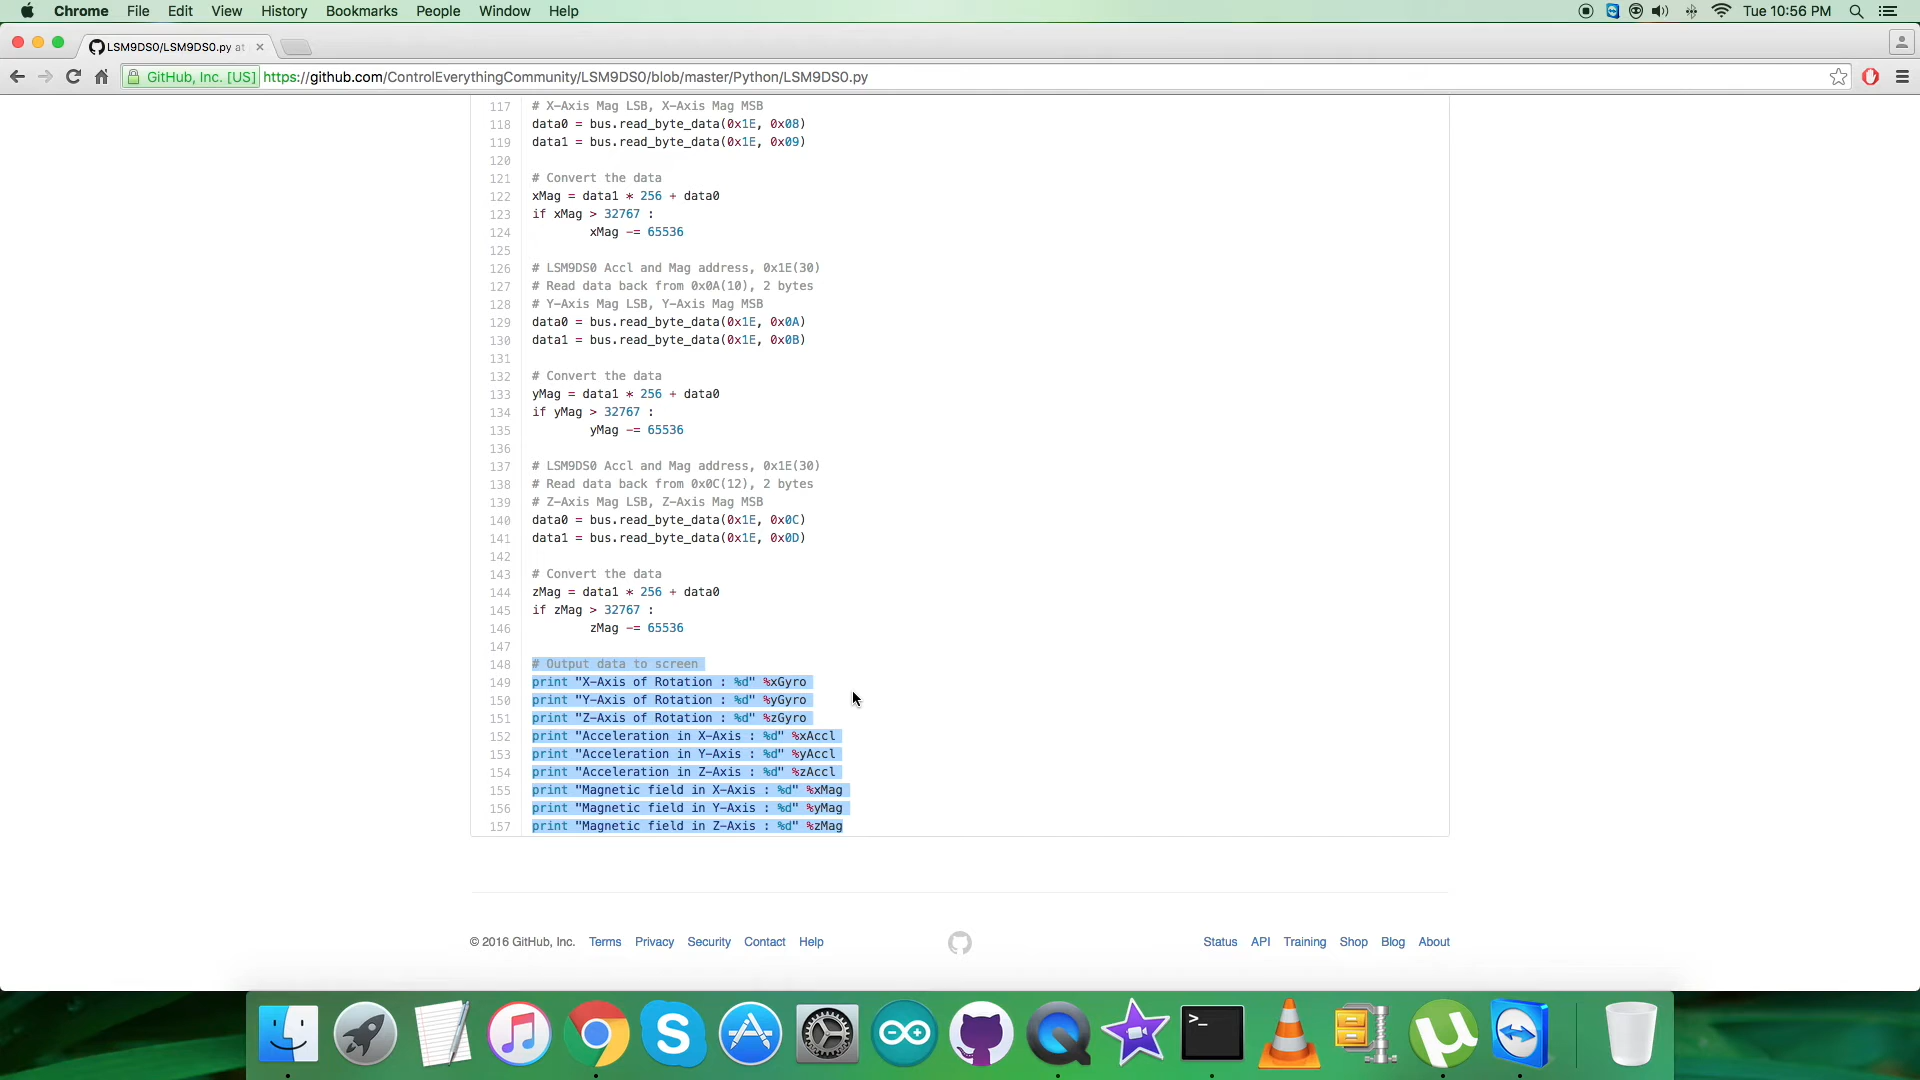 Chrome File Edit View History Bookmarks People Window Help Tue 10:56 PM
LSM9DS0/LSM9DS0.py at
GitHub, Inc. [US] https://github.com/ControlEverythingCommunity/LSM9DS0/blob/master/Python/LSM9DS0.py
117 # X-Axis Mag LSB, X-Axis Mag MSB
118 data0 = bus.read_byte_data(0x1E, 0x08)
119 data1 = bus.read_byte_data(0x1E, 0x09)
120
121 # Convert the data
122 xMag = data1 * 256 + data0
123 if xMag > 32767 :
124 xMag -= 65536
125
126 # LSM9DS0 Accl and Mag address, 0x1E(30)
127 # Read data back from 0x0A(10), 2 bytes
128 # Y-Axis Mag LSB, Y-Axis Mag MSB
129 data0 = bus.read_byte_data(0x1E, 0x0A)
130 data1 = bus.read_byte_data(0x1E, 0x0B)
131
132 # Convert the data
133 yMag = data1 * 256 + data0
134 if yMag > 32767 :
135 yMag -= 65536
136
137 # LSM9DS0 Accl and Mag address, 0x1E(30)
138 # Read data back from 0x0C(12), 2 bytes
139 # Z-Axis Mag LSB, Z-Axis Mag MSB
140 data0 = bus.read_byte_data(0x1E, 0x0C)
141 data1 = bus.read_byte_data(0x1E, 0x0D)
142
143 # Convert the data
144 zMag = data1 * 256 + data0
145 if zMag > 32767 :
146 zMag -= 65536
147
148 # Output data to screen
149 print "X-Axis of Rotation : %d" %xGyro
150 print "Y-Axis of Rotation : %d" %yGyro
151 print "Z-Axis of Rotation : %d" %zGyro
152 print "Acceleration in X-Axis : %d" %xAccl
153 print "Acceleration in Y-Axis : %d" %yAccl
154 print "Acceleration in Z-Axis : %d" %zAccl
155 print "Magnetic field in X-Axis : %d" %xMag
156 print "Magnetic field in Y-Axis : %d" %yMag
157 print "Magnetic field in Z-Axis : %d" %zMag
© 2016 GitHub, Inc. Terms Privacy Security Contact Help Status API Training Shop Blog About